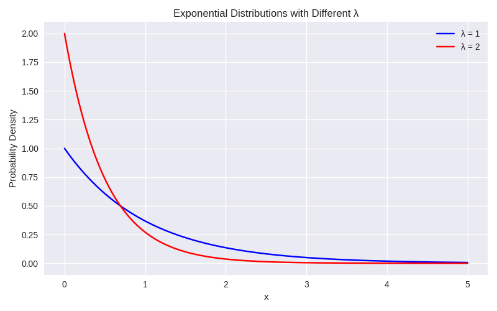 Exponential Distributions with Different λ
λ = 1
λ = 2
Probability Density
2.00
1.75
1.50
1.25
1.00
0.75
0.50
0.25
0.00
0 1 2 3 4 5
x